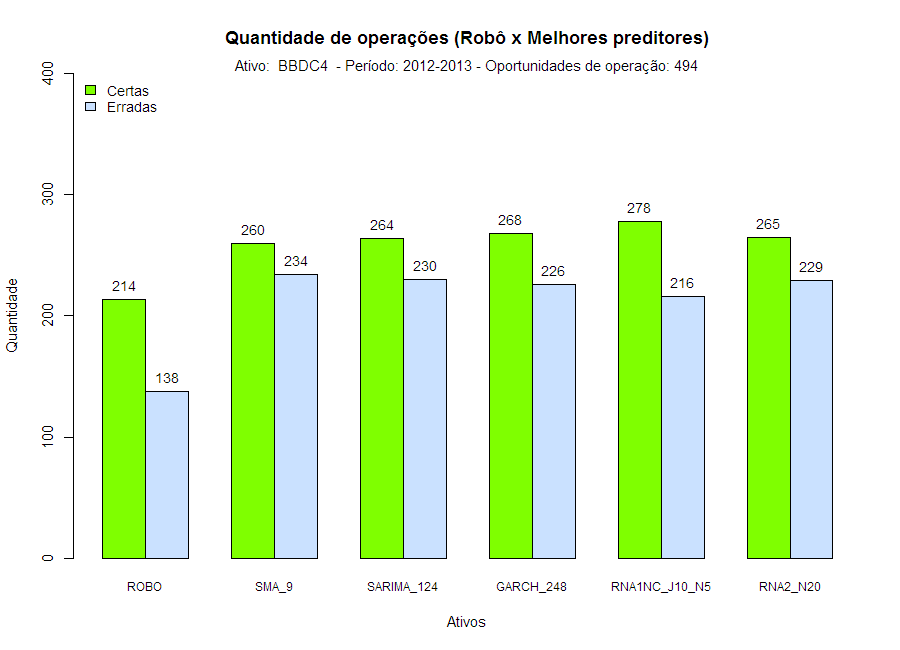 Quantidade de operações (Robô x Melhores preditores)
Ativo:  BBDC4  - Período: 2012-2013 - Oportunidades de operação: 494
Certas
Erradas
Quantidade
400
300
200
100
0
214
138
260
234
264
230
268
226
278
216
265
229
ROBO
SMA_9
SARIMA_124
GARCH_248
RNA1NC_J10_N5
RNA2_N20
Ativos